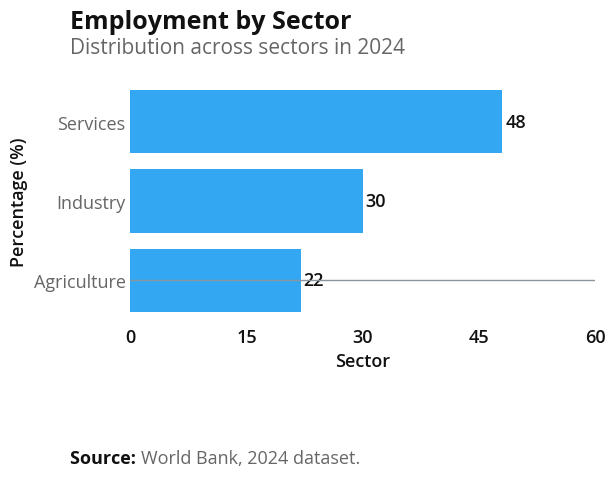 Employment by Sector
Distribution across sectors in 2024
Percentage (%)
Services 48
Industry 30
Agriculture 22
0 15 30 45 60
Sector
Source: World Bank, 2024 dataset.